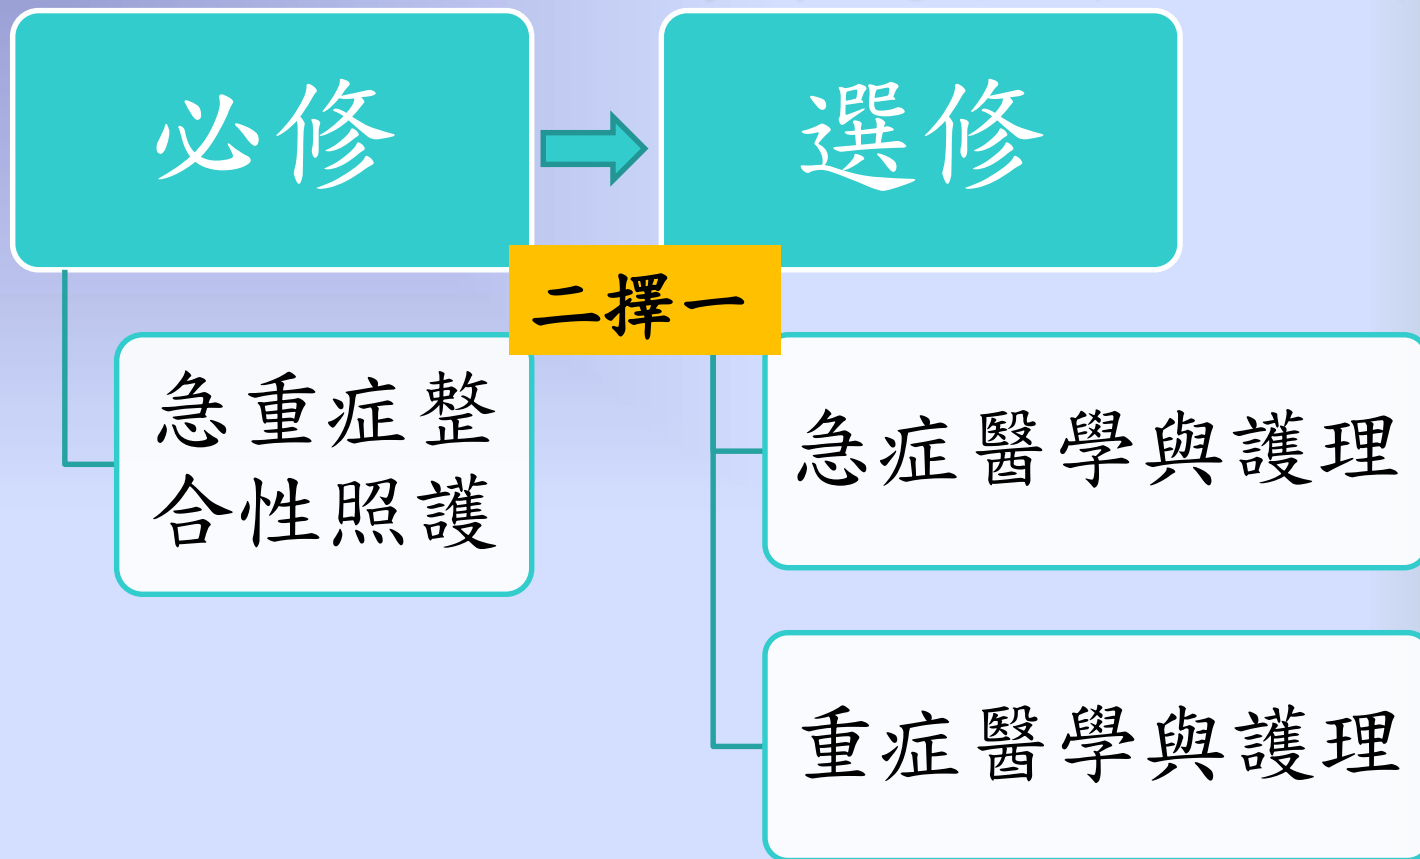 必修
選修
二擇一
急重症整
合性照護
急症醫學與護理
重症醫學與護理